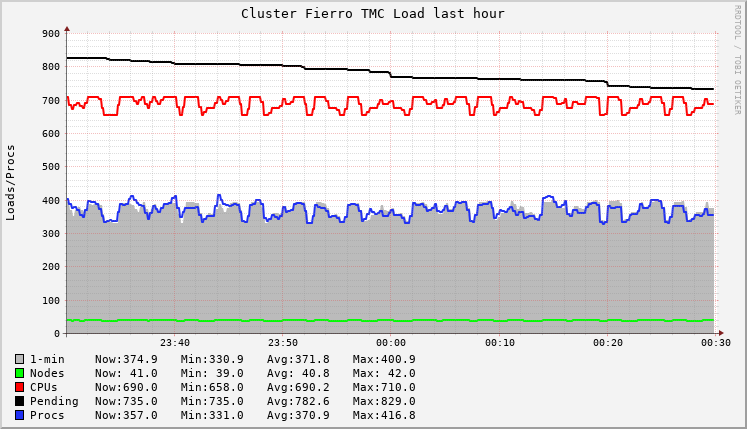 Cluster Fierro TMC Load last hour
RRDTOOL / TOBI OETIKER
Loads/Procs
900
800
700
600
500
400
300
200
100
0
23:40 23:50 00:00 00:10 00:20 00:30
1-min Now:374.9 Min:330.9 Avg:371.8 Max:400.9
Nodes Now: 41.0 Min: 39.0 Avg: 40.8 Max: 42.0
CPUs Now:690.0 Min:658.0 Avg:690.2 Max:710.0
Pending Now:735.0 Min:735.0 Avg:782.6 Max:829.0
Procs Now:357.0 Min:331.0 Avg:370.9 Max:416.8